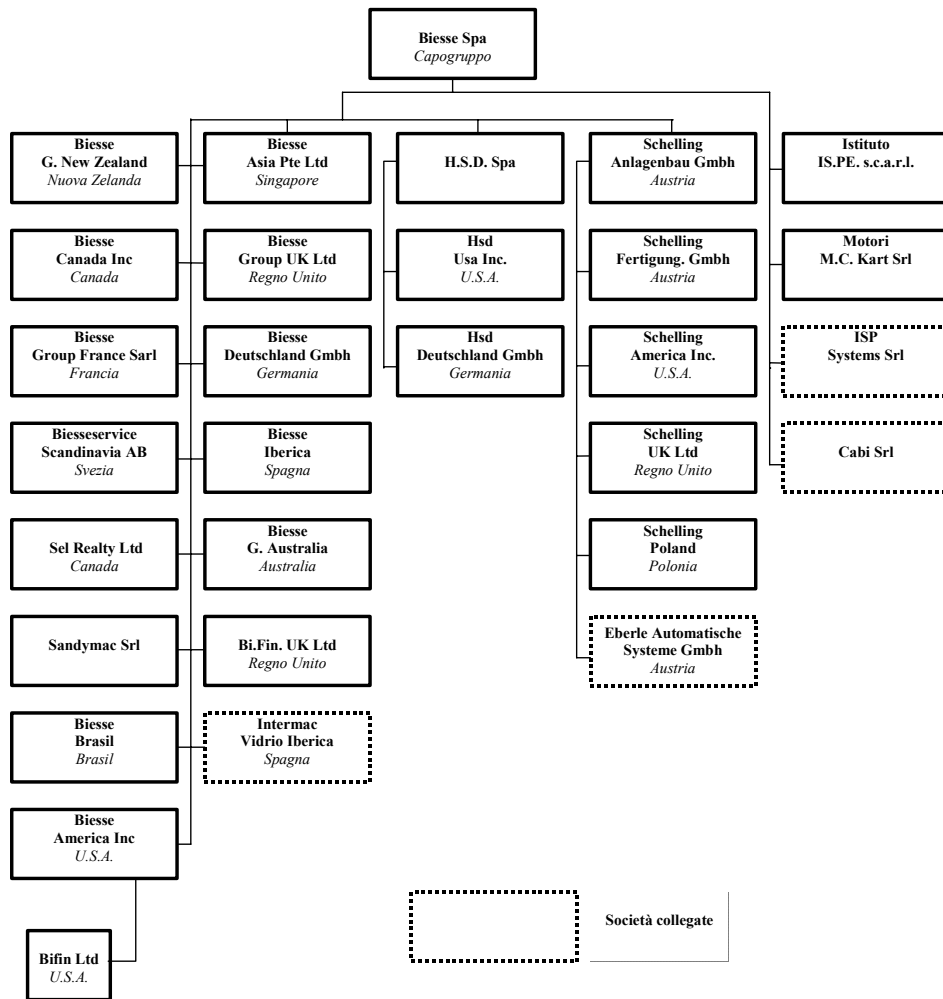 Biesse Spa
Capogruppo
Biesse
G. New Zealand
Nuova Zelanda
Biesse
Asia Pte Ltd
Singapore
H.S.D. Spa
Schelling
Anlagenbau Gmbh
Austria
Istituto
IS.PE. s.c.a.r.l.
Biesse
Canada Inc
Canada
Biesse
Group UK Ltd
Regno Unito
Hsd
Usa Inc.
U.S.A.
Schelling
Fertigung. Gmbh
Austria
Motori
M.C. Kart Srl
Biesse
Group France Sarl
Francia
Biesse
Deutschland Gmbh
Germania
Hsd
Deutschland Gmbh
Germania
Schelling
America Inc.
U.S.A.
ISP
Systems Srl
Biesseservice
Scandinavia AB
Svezia
Biesse
Iberica
Spagna
Schelling
UK Ltd
Regno Unito
Cabi Srl
Sel Realty Ltd
Canada
Biesse
G. Australia
Australia
Schelling
Poland
Polonia
Sandymac Srl
Bi.Fin. UK Ltd
Regno Unito
Eberle Automatische
Systeme Gmbh
Austria
Biesse
Brasil
Brasil
Intermac
Vidrio Iberica
Spagna
Biesse
America Inc
U.S.A.
Società collegate
Bifin Ltd
U.S.A.